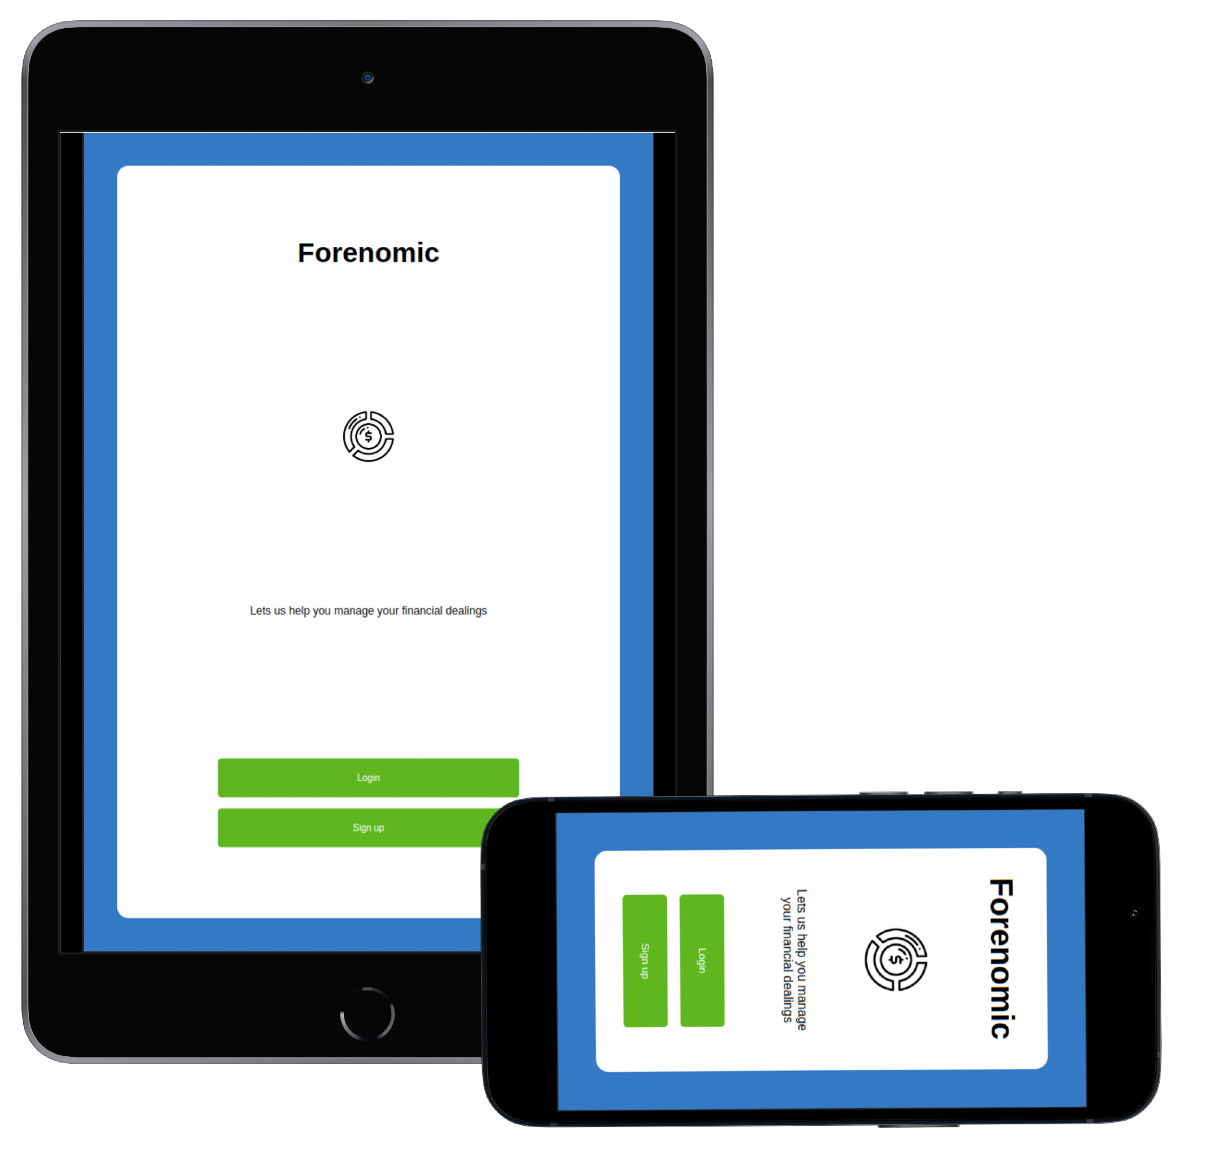 Forenomic
$
Lets us help you manage your financial dealings
Login
Sign up
Forenomic
$
Lets us help you manage
your financial dealings
Login
Sign up